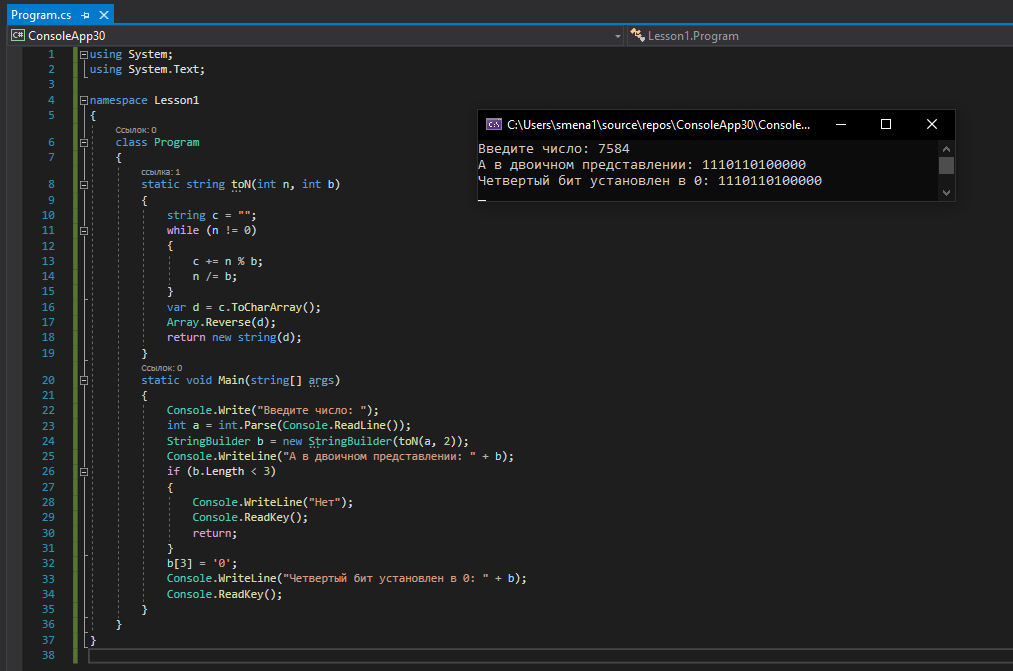 Program.cs
ConsoleApp30 Lesson1.Program
1 using System;
2 using System.Text;
3
4 namespace Lesson1
5 {
Ссылок: 0
6 class Program
7 {
ссылка: 1
8 static string toN(int n, int b)
9 {
10 string c = "";
11 while (n != 0)
12 {
13 c += n % b;
14 n /= b;
15 }
16 var d = c.ToCharArray();
17 Array.Reverse(d);
18 return new string(d);
19 }
Ссылок: 0
20 static void Main(string[] args)
21 {
22 Console.Write("Введите число: ");
23 int a = int.Parse(Console.ReadLine());
24 StringBuilder b = new StringBuilder(toN(a, 2));
25 Console.WriteLine("А в двоичном представлении: " + b);
26 if (b.Length < 3)
27 {
28 Console.WriteLine("Нет");
29 Console.ReadKey();
30 return;
31 }
32 b[3] = '0';
33 Console.WriteLine("Четвертый бит установлен в 0: " + b);
34 Console.ReadKey();
35 }
36 }
37 }
38
C:\Users\smena1\source\repos\ConsoleApp30\Console...
Введите число: 7584
А в двоичном представлении: 1110110100000
Четвертый бит установлен в 0: 1110110100000